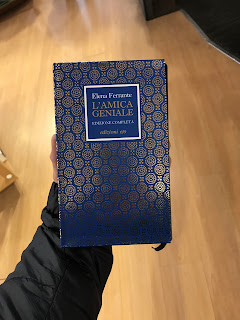 Elena Ferrante
L'AMICA
GENIALE
EDIZIONE COMPLETA
edizioni e/o